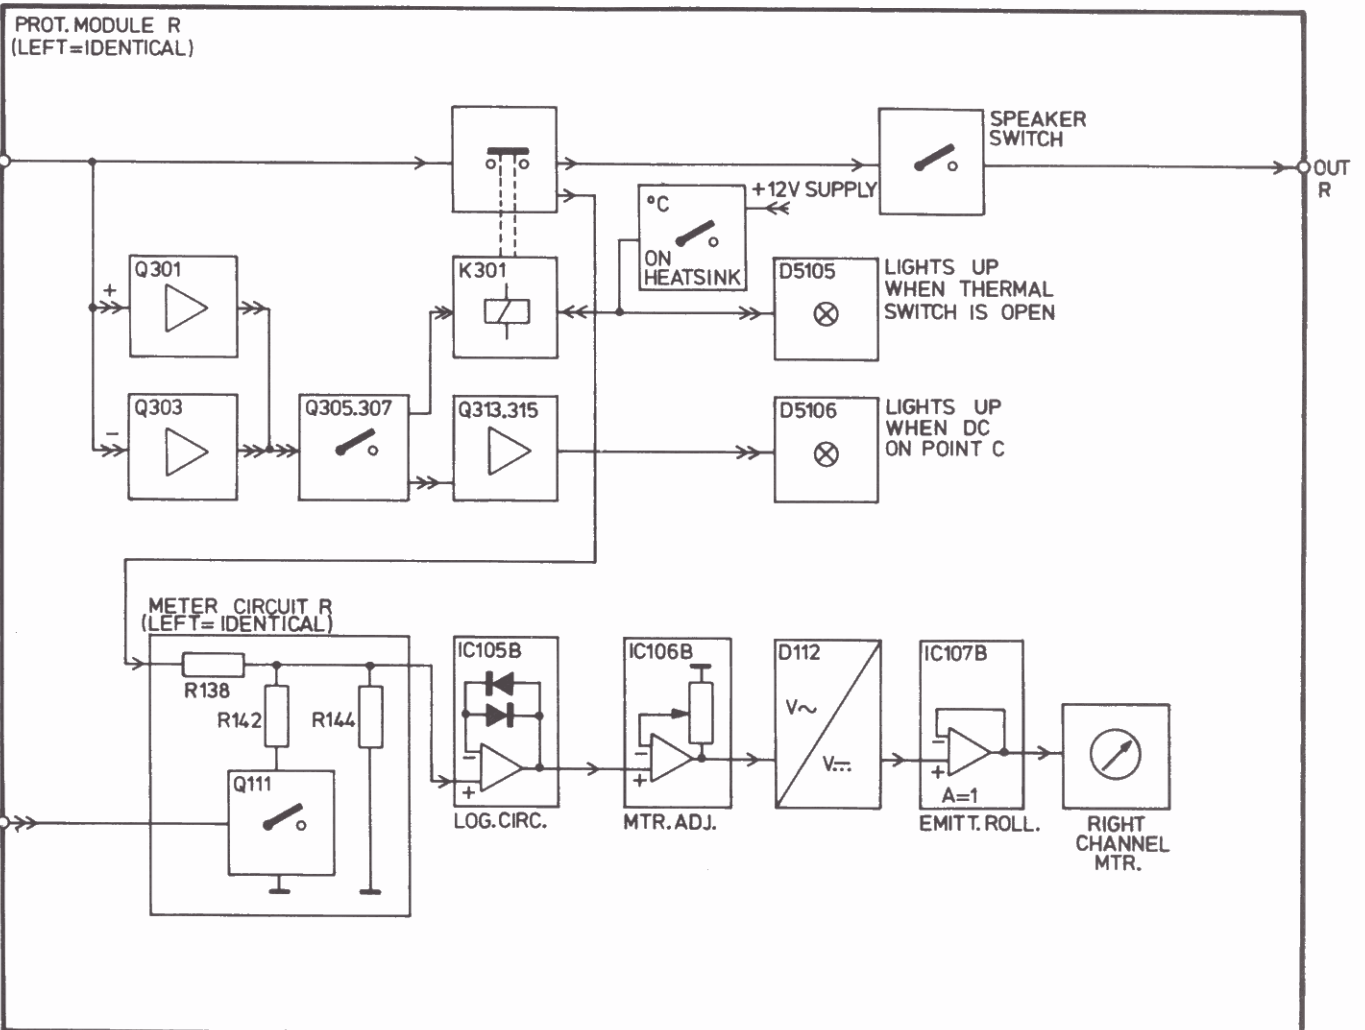 PROT. MODULE R
(LEFT=IDENTICAL)
SPEAKER
SWITCH
OUT
R
+12V SUPPLY
°C
ON
HEATSINK
Q301
+
K301
D5105
LIGHTS UP
WHEN THERMAL
SWITCH IS OPEN
Q303
-
Q305.307
Q313.315
D5106
LIGHTS UP
WHEN DC
ON POINT C
METER CIRCUIT R
(LEFT=IDENTICAL)
R138
R142
R144
Q111
IC105B
-
+
LOG.CIRC.
IC106B
-
+
MTR.ADJ.
D112
V~
V⎓
IC107B
-
+
A=1
EMITT.ROLL.
RIGHT
CHANNEL
MTR.